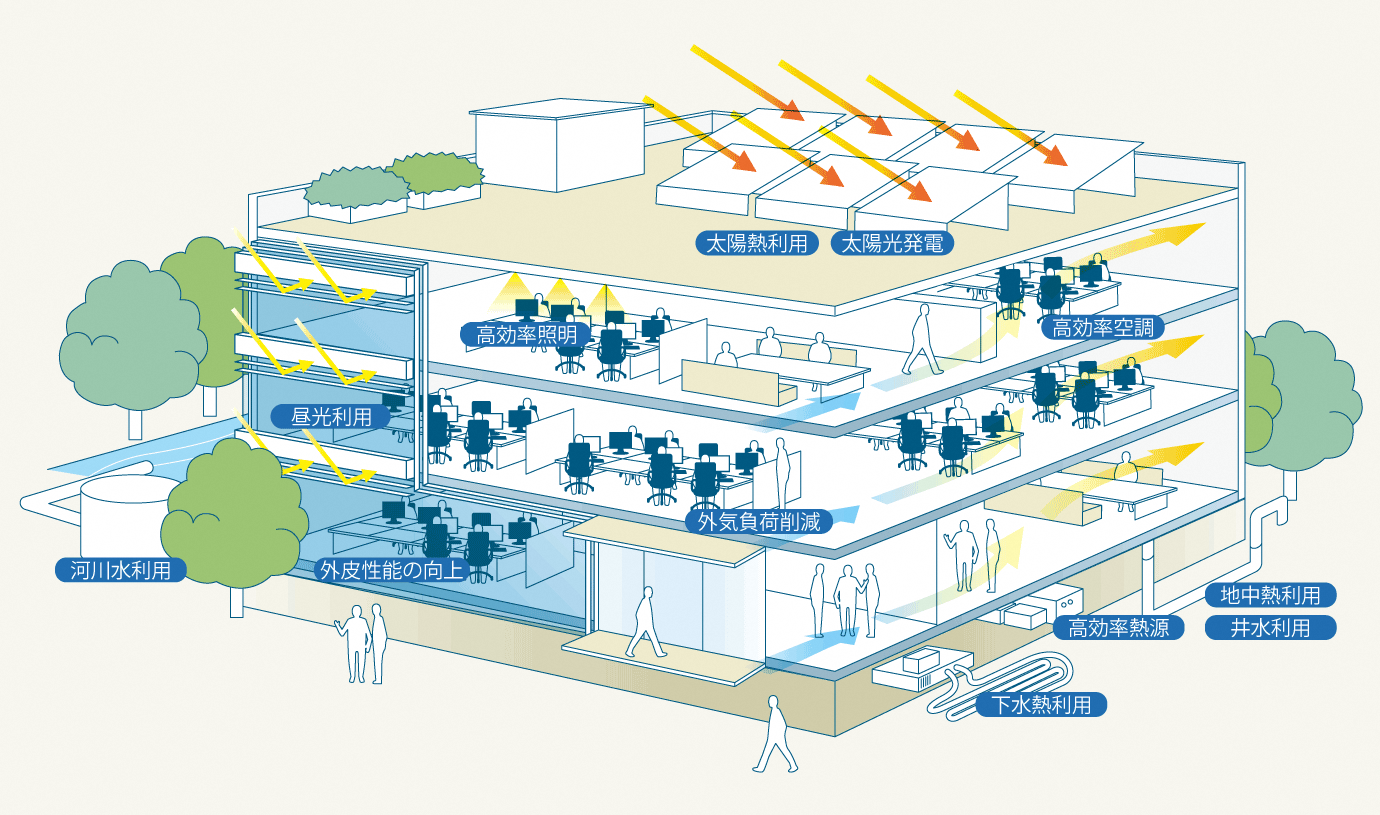 太陽熱利用
太陽光発電
高効率照明
高効率空調
昼光利用
外気負荷削減
河川水利用
外皮性能の向上
地中熱利用
高効率熱源
井水利用
下水熱利用